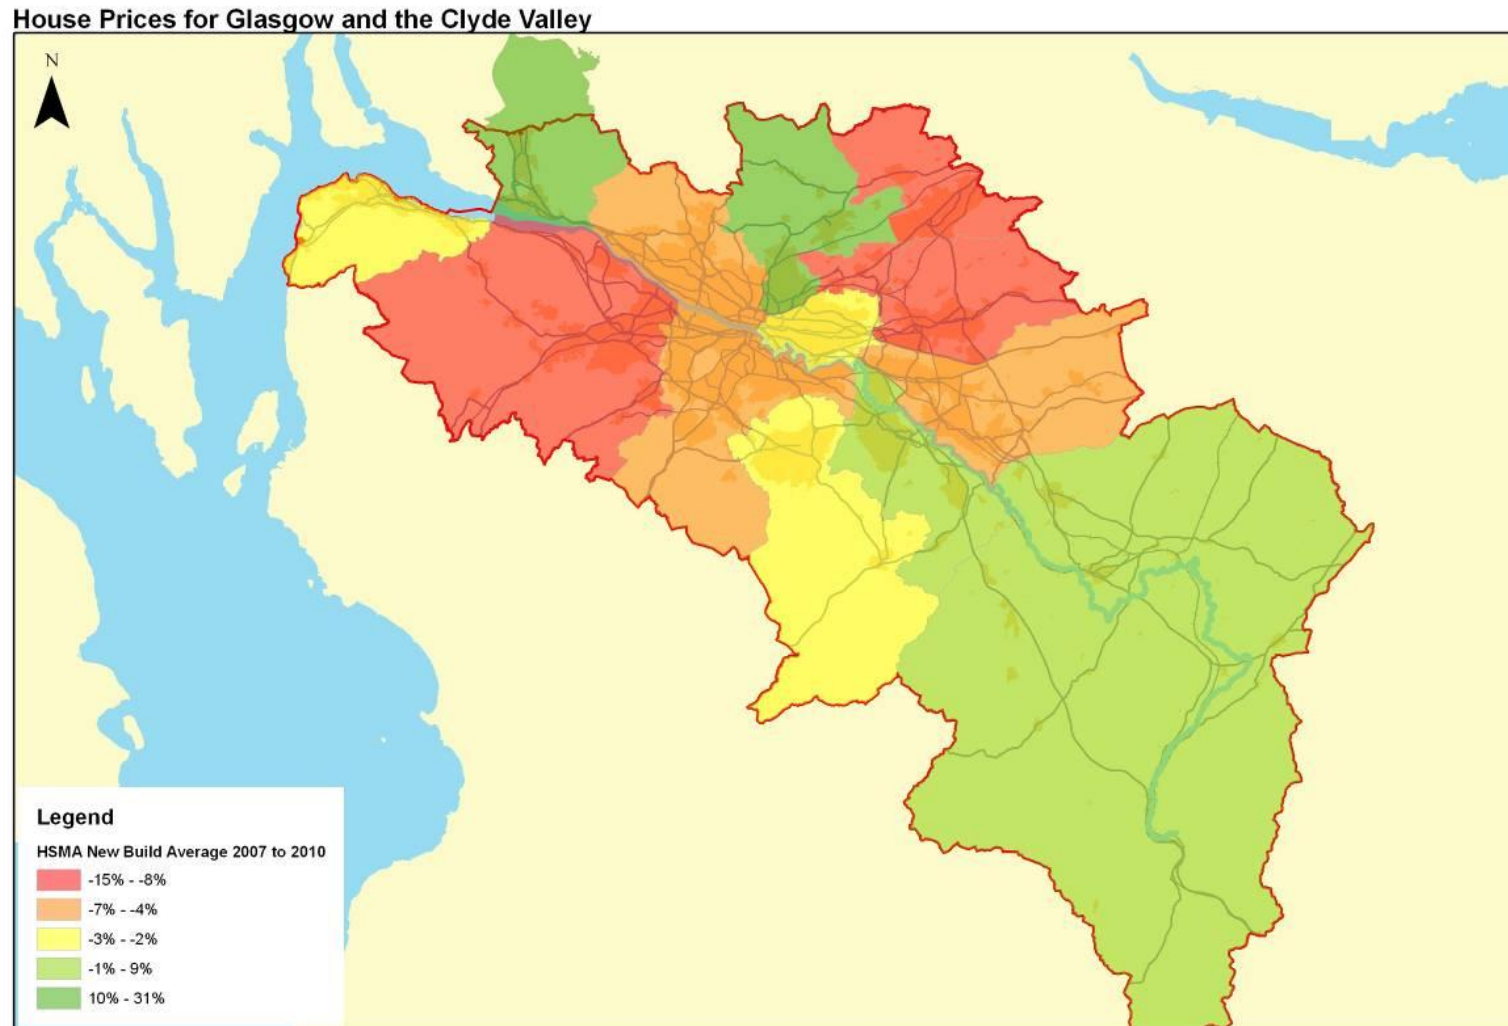 House Prices for Glasgow and the Clyde Valley
N
Legend
HSMA New Build Average 2007 to 2010
-15% - -8%
-7% - -4%
-3% - -2%
-1% - 9%
10% - 31%